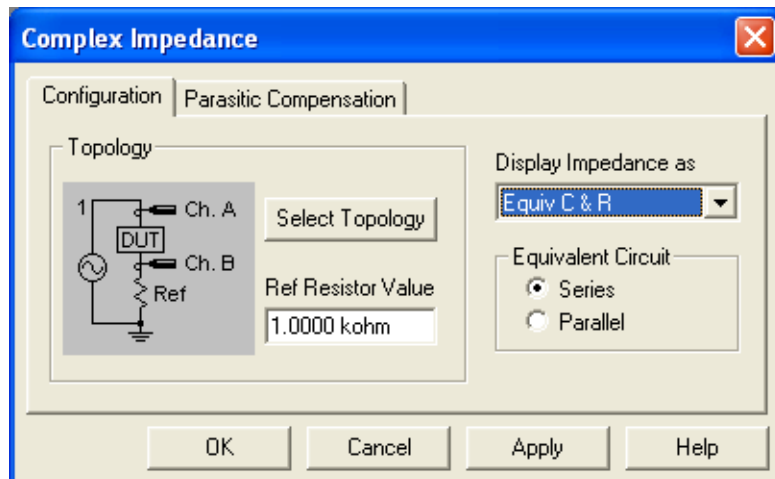 Complex Impedance
Configuration
Parasitic Compensation
Topology
1
Ch. A
DUT
Ch. B
Ref
Select Topology
Ref Resistor Value
1.0000 kohm
Display Impedance as
Equiv C & R
Equivalent Circuit
Series
Parallel
OK
Cancel
Apply
Help